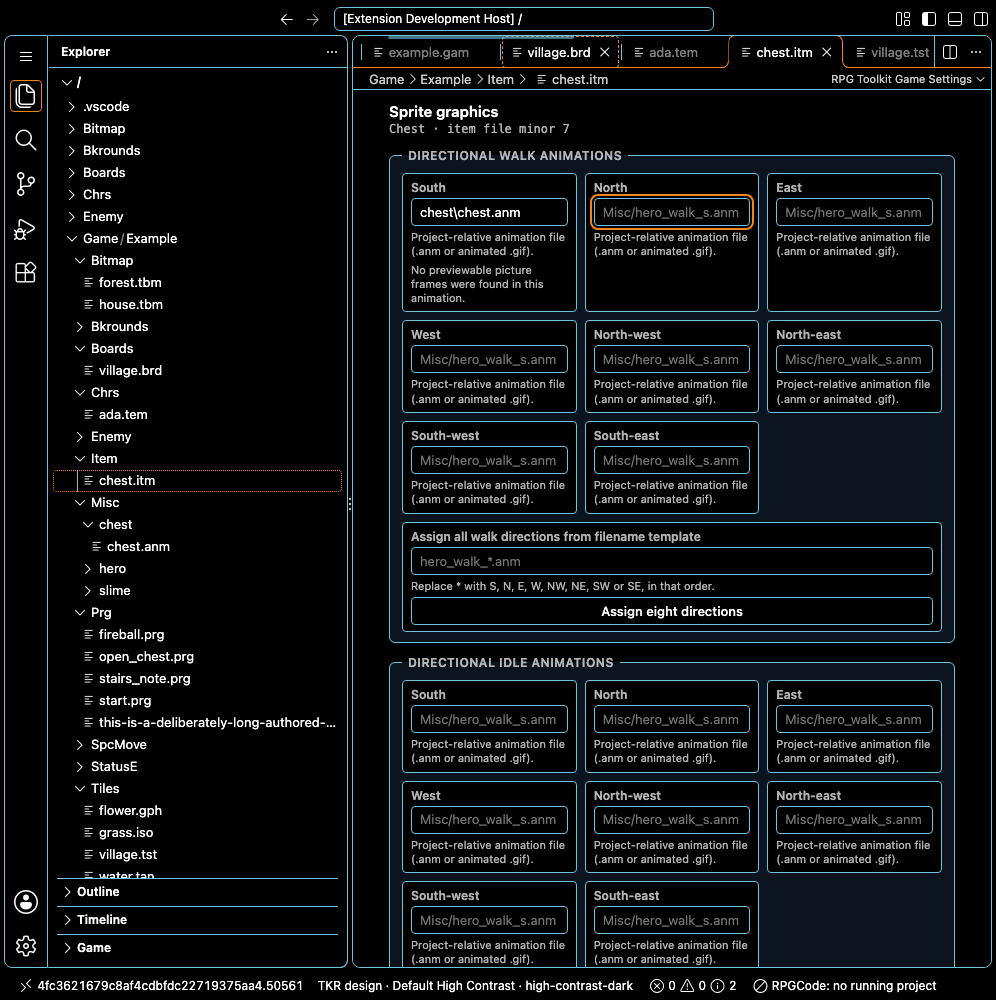 [Extension Development Host] /
Explorer
/
.vscode
Bitmap
Bkrounds
Boards
Chrs
Enemy
Game/Example
Bitmap
forest.tbm
house.tbm
Bkrounds
Boards
village.brd
Chrs
ada.tem
Enemy
Item
chest.itm
Misc
chest
chest.anm
hero
slime
Prg
fireball.prg
open_chest.prg
stairs_note.prg
start.prg
this-is-a-deliberately-long-authored-...
SpcMove
StatusE
Tiles
flower.gph
grass.iso
village.tst
water.tan
Outline
Timeline
Game
example.gam village.brd ada.tem chest.itm village.tst
Game > Example > Item > chest.itm RPG Toolkit Game Settings
Sprite graphics
Chest · item file minor 7
DIRECTIONAL WALK ANIMATIONS
South
chest\chest.anm
Project-relative animation file
(.anm or animated .gif).
No previewable picture
frames were found in this
animation.
North
Misc/hero_walk_s.anm
Project-relative animation file
(.anm or animated .gif).
East
Misc/hero_walk_s.anm
Project-relative animation file
(.anm or animated .gif).
West
Misc/hero_walk_s.anm
Project-relative animation file
(.anm or animated .gif).
North-west
Misc/hero_walk_s.anm
Project-relative animation file
(.anm or animated .gif).
North-east
Misc/hero_walk_s.anm
Project-relative animation file
(.anm or animated .gif).
South-west
Misc/hero_walk_s.anm
Project-relative animation file
(.anm or animated .gif).
South-east
Misc/hero_walk_s.anm
Project-relative animation file
(.anm or animated .gif).
Assign all walk directions from filename template
hero_walk_*.anm
Replace * with S, N, E, W, NW, NE, SW or SE, in that order.
Assign eight directions
DIRECTIONAL IDLE ANIMATIONS
South
Misc/hero_walk_s.anm
Project-relative animation file
(.anm or animated .gif).
North
Misc/hero_walk_s.anm
Project-relative animation file
(.anm or animated .gif).
East
Misc/hero_walk_s.anm
Project-relative animation file
(.anm or animated .gif).
West
Misc/hero_walk_s.anm
Project-relative animation file
(.anm or animated .gif).
North-west
Misc/hero_walk_s.anm
Project-relative animation file
(.anm or animated .gif).
North-east
Misc/hero_walk_s.anm
Project-relative animation file
(.anm or animated .gif).
South-west
Misc/hero_walk_s.anm
Project-relative animation file
(.anm or animated .gif).
South-east
Misc/hero_walk_s.anm
Project-relative animation file
(.anm or animated .gif).
4fc3621679c8af4cdbfdc22719375aa4.50561 TKR design · Default High Contrast · high-contrast-dark 0 0 2 RPGCode: no running project